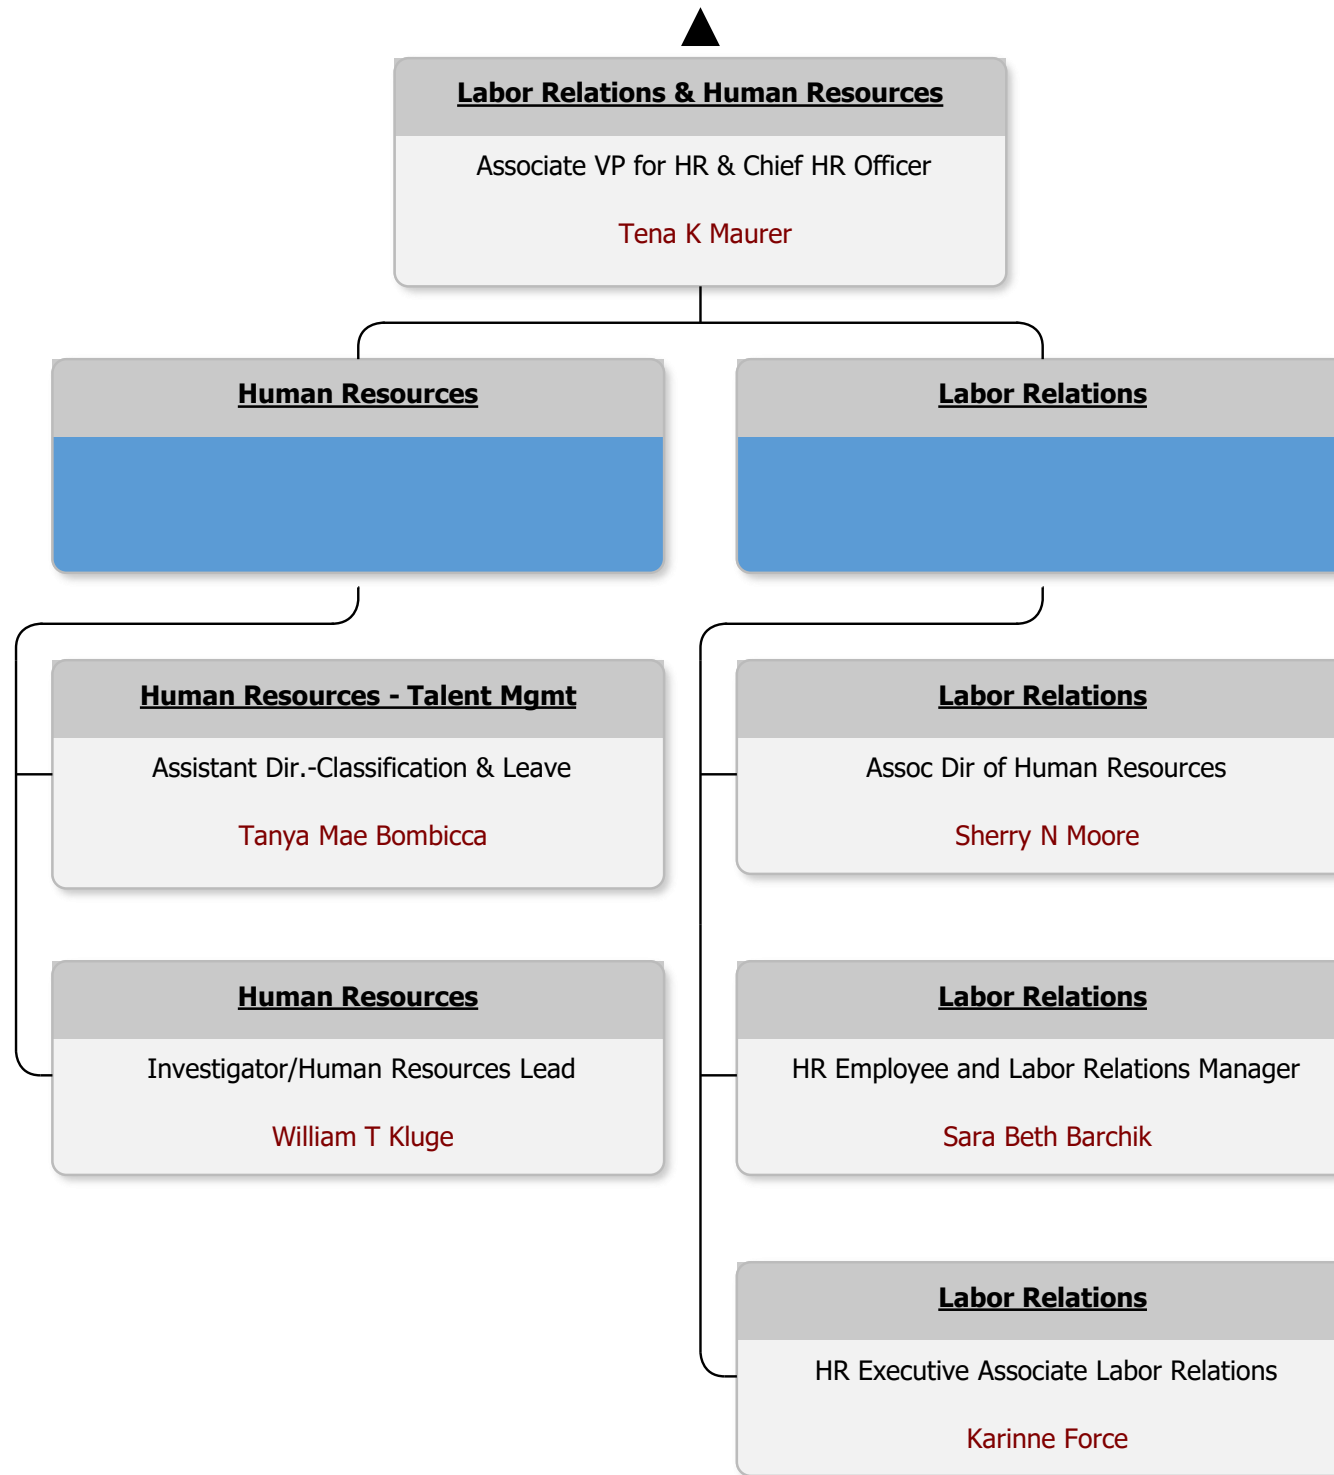 Labor Relations & Human Resources
Associate VP for HR & Chief HR Officer
Tena K Maurer
Human Resources
Labor Relations
Human Resources - Talent Mgmt
Assistant Dir.-Classification & Leave
Tanya Mae Bombicca
Labor Relations
Assoc Dir of Human Resources
Sherry N Moore
Human Resources
Investigator/Human Resources Lead
William T Kluge
Labor Relations
HR Employee and Labor Relations Manager
Sara Beth Barchik
Labor Relations
HR Executive Associate Labor Relations
Karinne Force